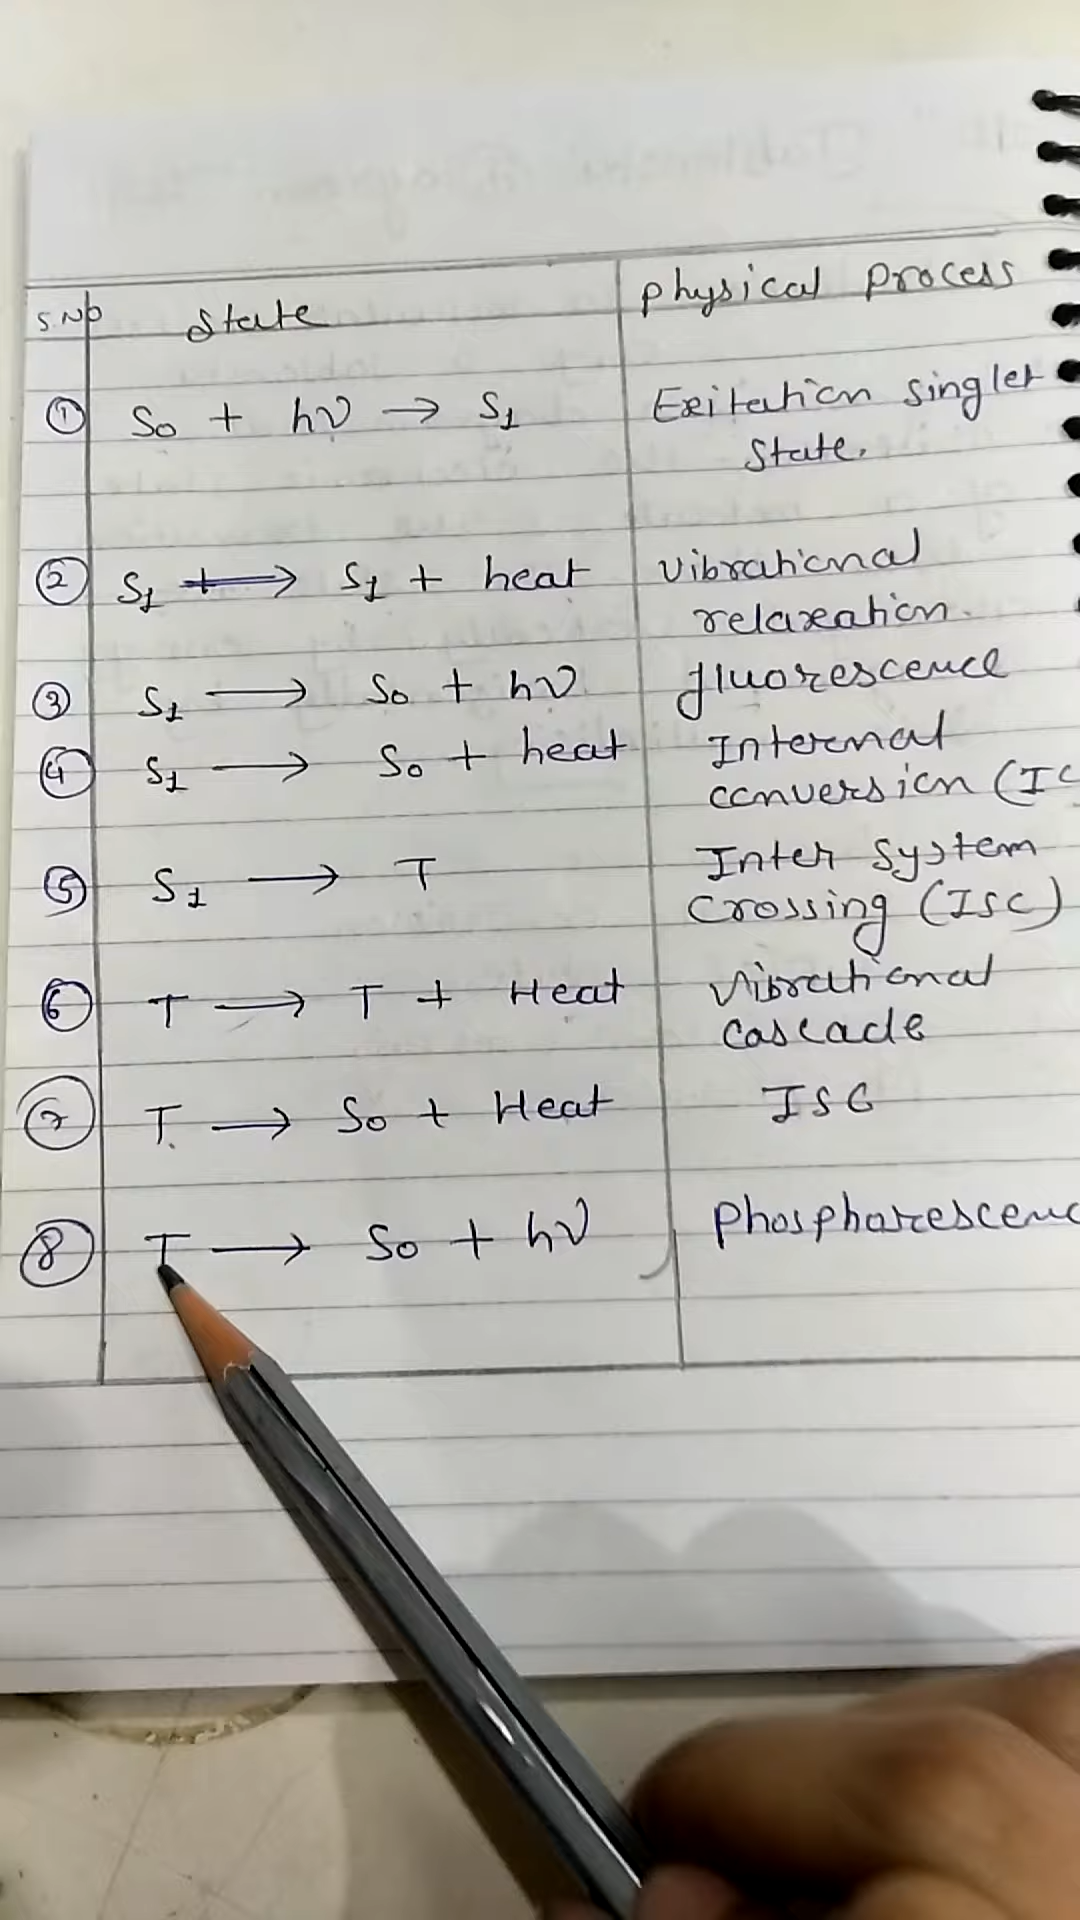 S.NO State Physical Process
① S0 + hν → S1 Exitation Singlet
State.
② S1 → S1 + heat Vibrational
relaxation.
③ S1 → S0 + hν fluorescence
④ S1 → S0 + heat Internal
conversion (IC
⑤ S1 → T Inter System
Crossing (ISC)
⑥ T → T + Heat Vibrational
cascade
⑦ T → S0 + Heat ISC
⑧ T → S0 + hν Phospharescenc